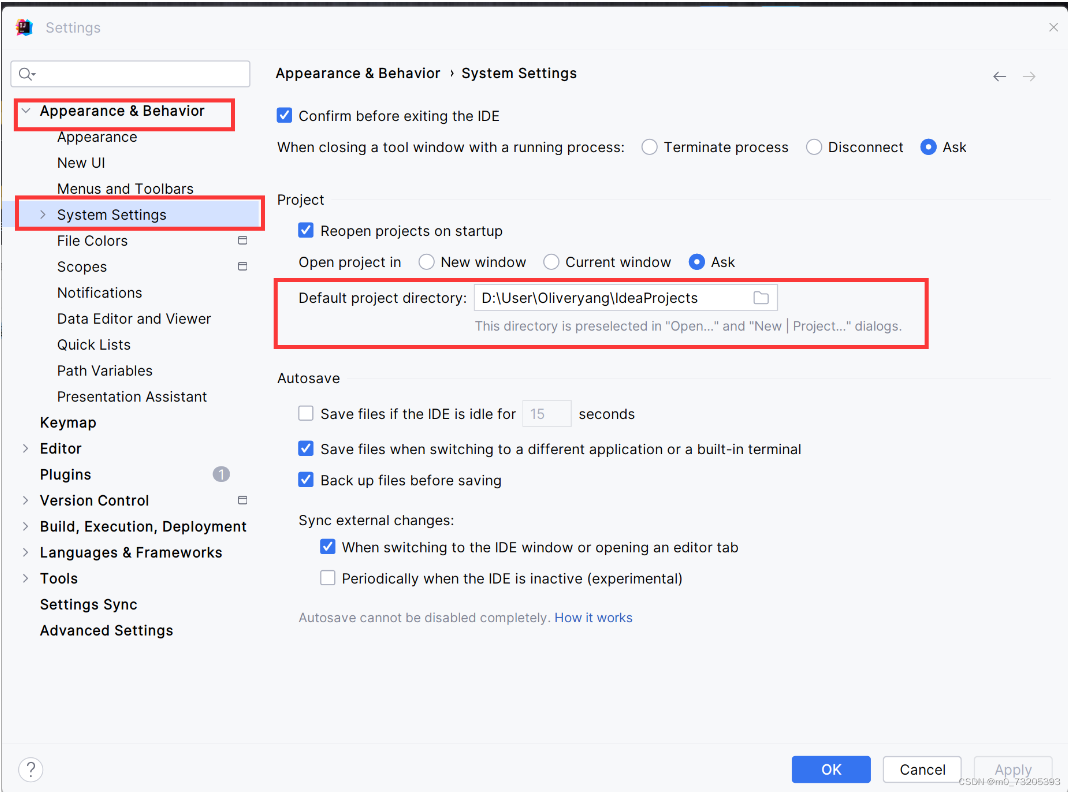 Settings
Appearance & Behavior › System Settings
Appearance & Behavior
Appearance
New UI
Menus and Toolbars
System Settings
File Colors
Scopes
Notifications
Data Editor and Viewer
Quick Lists
Path Variables
Presentation Assistant
Keymap
Editor
Plugins 1
Version Control
Build, Execution, Deployment
Languages & Frameworks
Tools
Settings Sync
Advanced Settings
Confirm before exiting the IDE
When closing a tool window with a running process: Terminate process Disconnect Ask
Project
Reopen projects on startup
Open project in New window Current window Ask
Default project directory: D:\User\Oliveryang\IdeaProjects
This directory is preselected in "Open..." and "New | Project..." dialogs.
Autosave
Save files if the IDE is idle for 15 seconds
Save files when switching to a different application or a built-in terminal
Back up files before saving
Sync external changes:
When switching to the IDE window or opening an editor tab
Periodically when the IDE is inactive (experimental)
Autosave cannot be disabled completely. How it works
? OK Cancel Apply
CSDN @m0_73205393